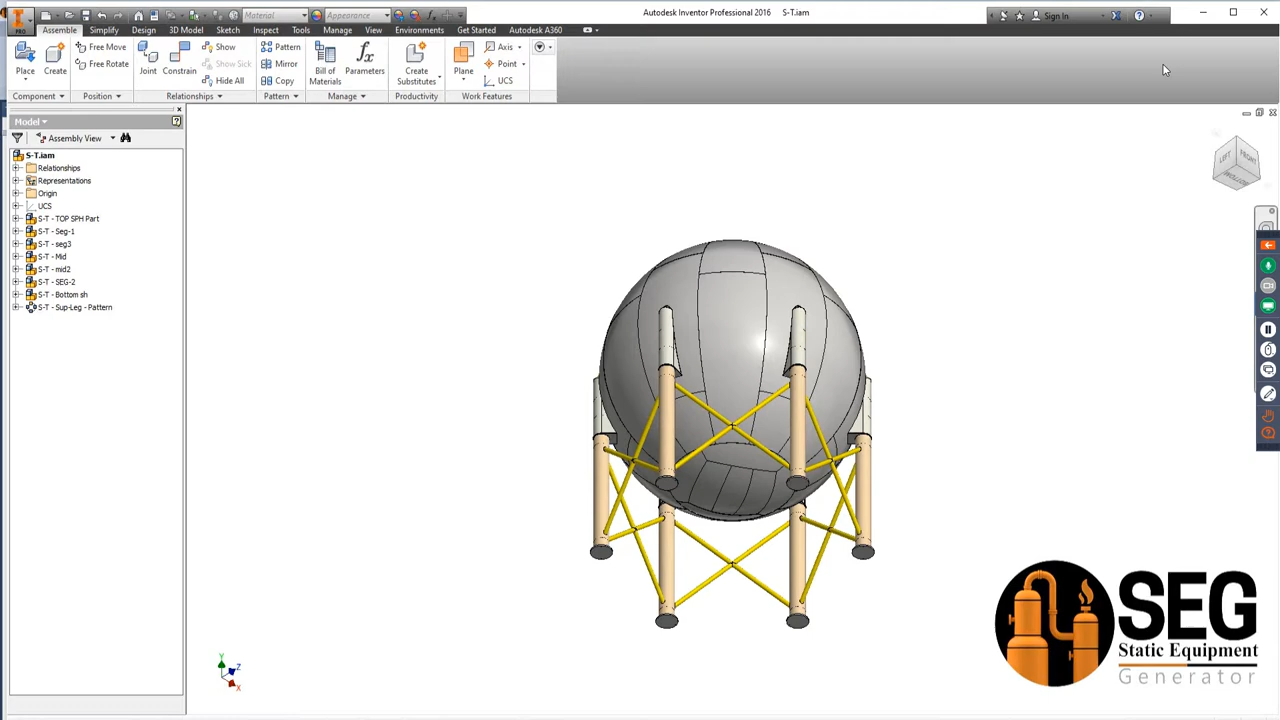 PRO
Material
Appearance
Autodesk Inventor Professional 2016 S-T.iam
Sign In
Assemble Simplify Design 3D Model Sketch Inspect Tools Manage View Environments Get Started Autodesk A360
Place
Create
Free Move
Free Rotate
Joint
Constrain
Show
Show Sick
Hide All
Pattern
Mirror
Copy
Bill of
Materials
Parameters
Create
Substitutes
Plane
Axis
Point
UCS
Component Position Relationships Pattern Manage Productivity Work Features
Model
Assembly View
S-T.iam
Relationships
Representations
Origin
UCS
S-T - TOP SPH Part
S-T - Seg-1
S-T - seg3
S-T - Mid
S-T - mid2
S-T - SEG-2
S-T - Bottom sh
S-T - Sup-Leg - Pattern
LEFT
FRONT
BOTTOM
Y
Z
X
SEG
Static Equipment
Generator